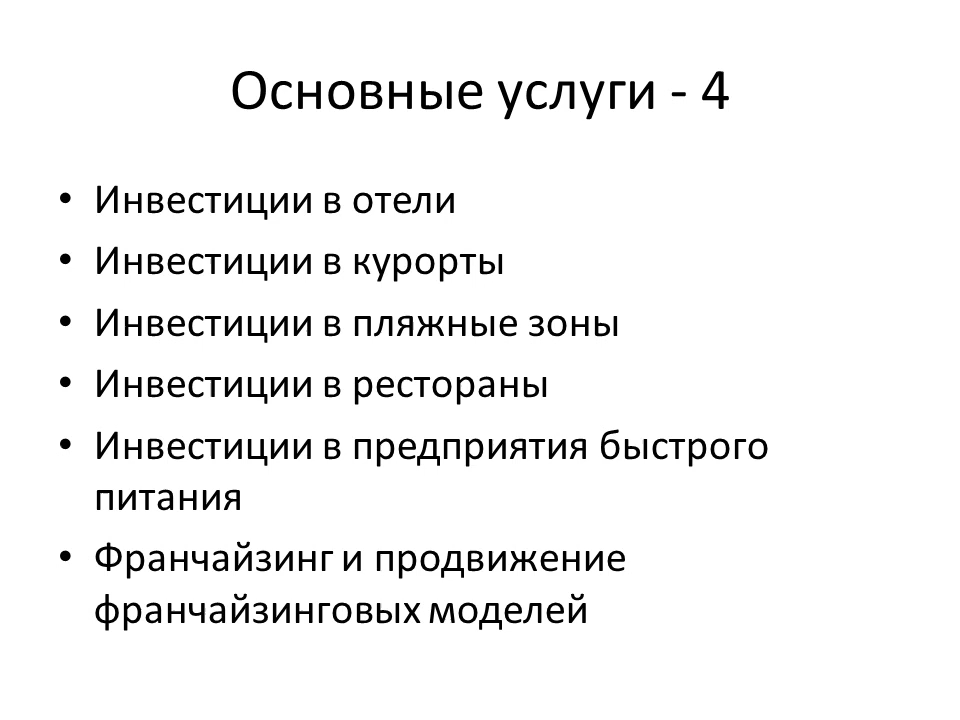 Основные услуги - 4
• Инвестиции в отели
• Инвестиции в курорты
• Инвестиции в пляжные зоны
• Инвестиции в рестораны
• Инвестиции в предприятия быстрого
питания
• Франчайзинг и продвижение
франчайзинговых моделей